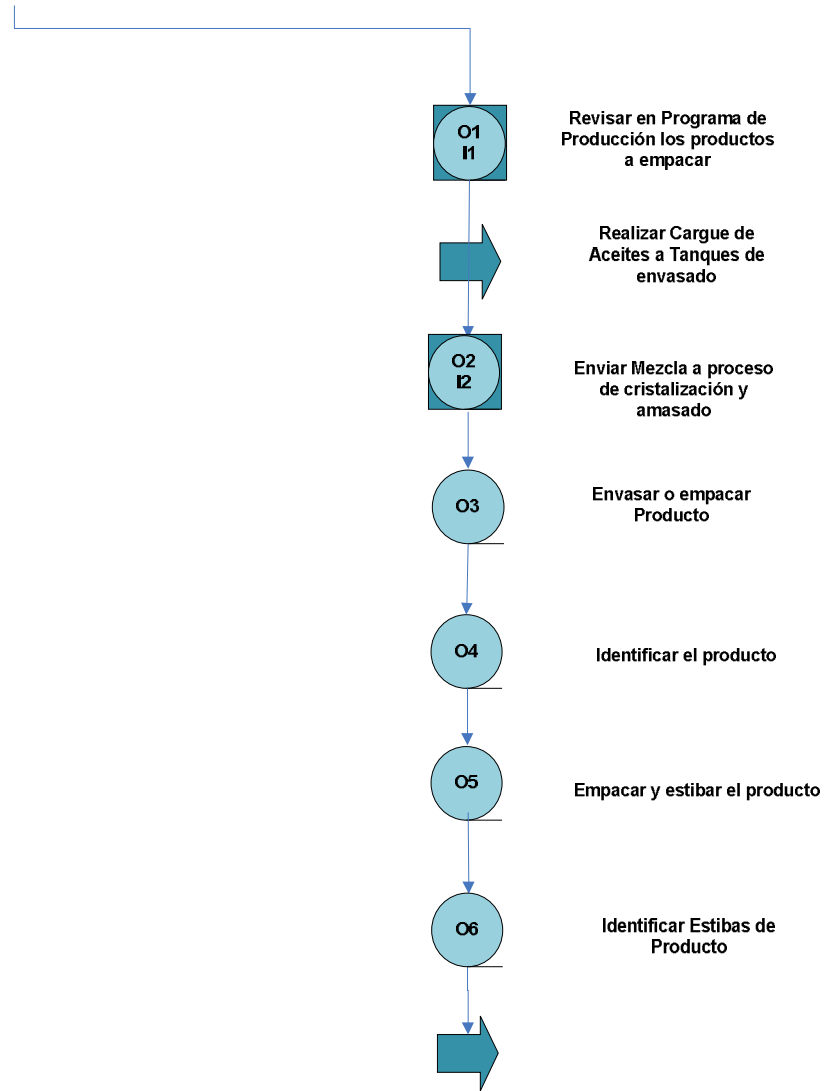 O1
I1
Revisar en Programa de
Producción los productos
a empacar
Realizar Cargue de
Aceites a Tanques de
envasado
O2
I2
Enviar Mezcla a proceso
de cristalización y
amasado
O3
Envasar o empacar
Producto
O4
Identificar el producto
O5
Empacar y estibar el producto
O6
Identificar Estibas de
Producto